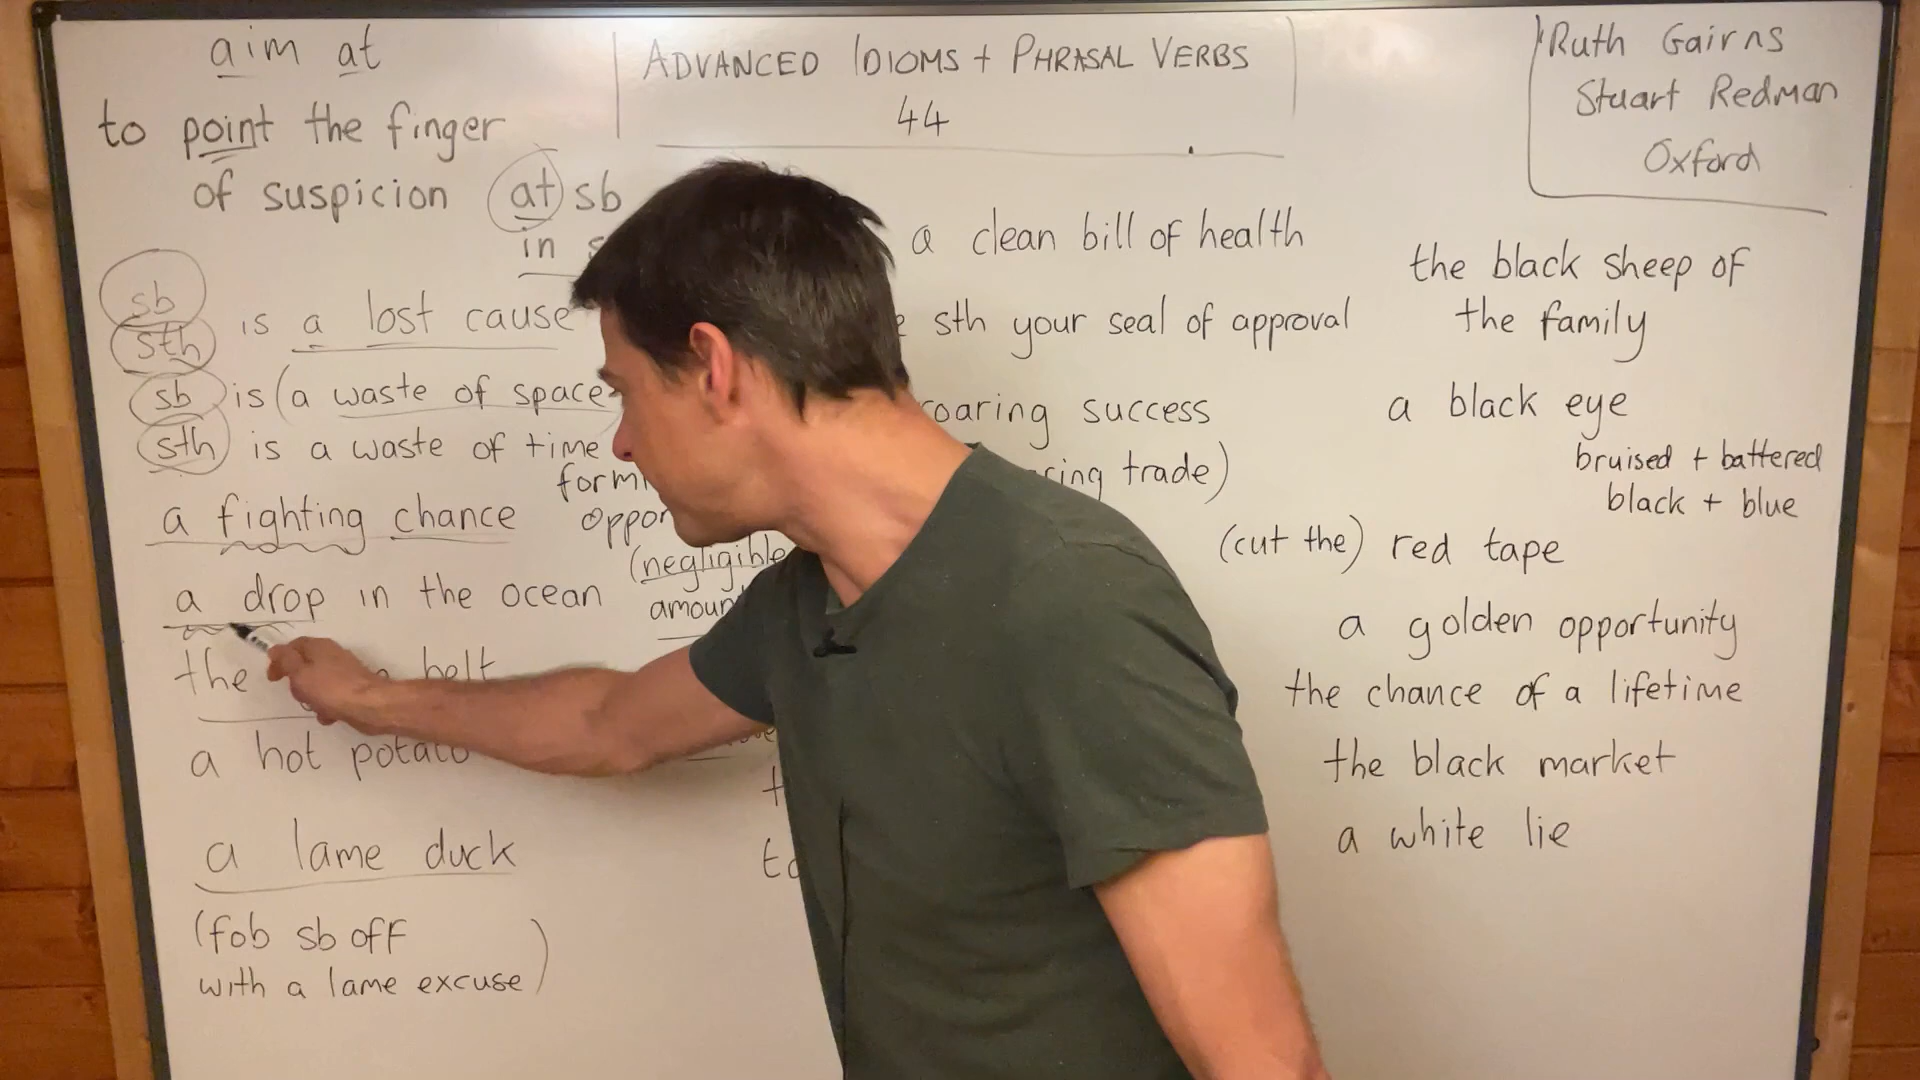 aim at
to point the finger
of suspicion at sb
in
sb
sth is a lost cause
sb is (a waste of space
sth is a waste of time
a fighting chance
a drop in the ocean (negligible
the belt
a hot potato
a lame duck
(fob sb off
with a lame excuse)
ADVANCED IDIOMS + PHRASAL VERBS
44
a clean bill of health
sth your seal of approval
roaring success
trade)
Ruth Gairns
Stuart Redman
Oxford
the black sheep of
the family
a black eye
bruised + battered
black + blue
(cut the) red tape
a golden opportunity
the chance of a lifetime
the black market
a white lie